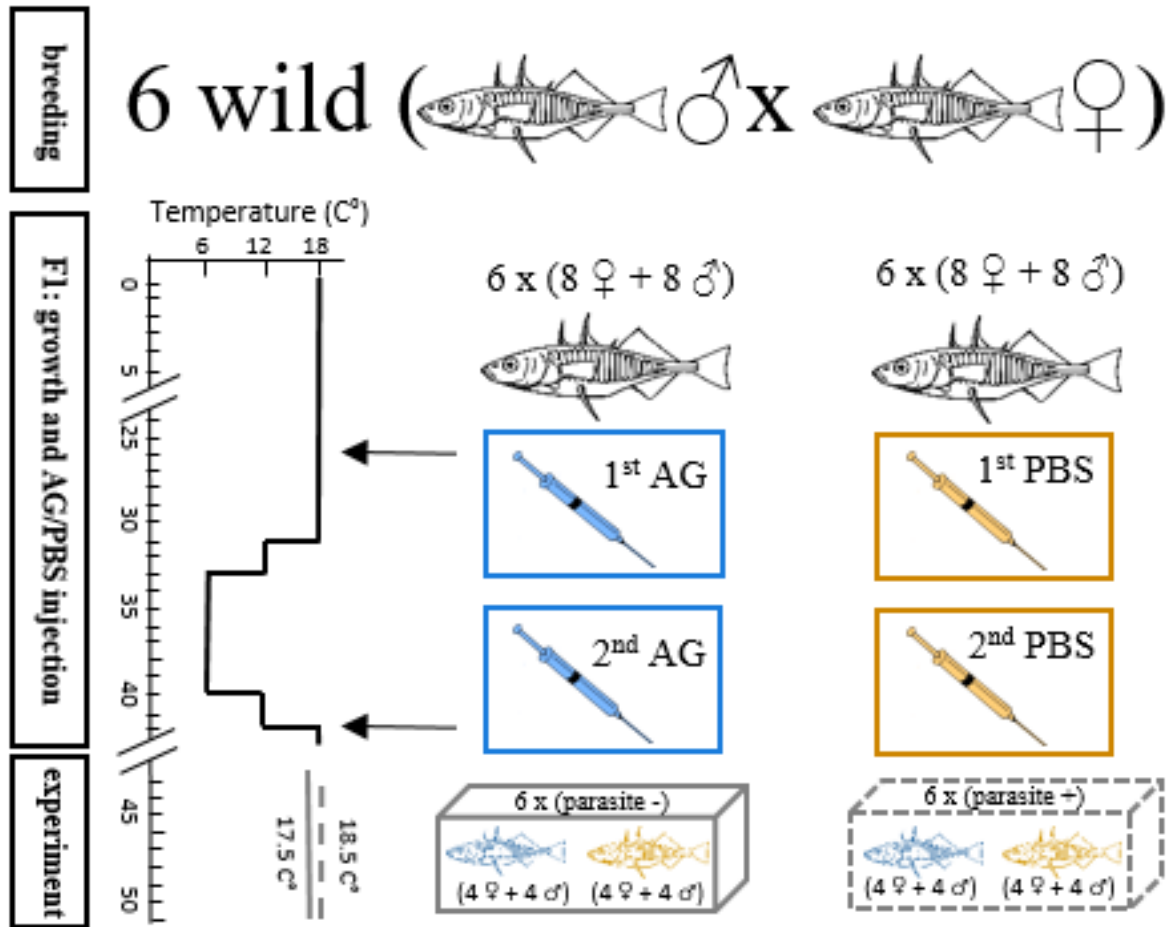 breeding
6 wild (♂ x ♀)
F1: growth and AG/PBS injection
Temperature (C°)
6 12 18
0
5
25
30
35
40
6 x (8 ♀ + 8 ♂)
6 x (8 ♀ + 8 ♂)
1st AG
1st PBS
2nd AG
2nd PBS
experiment
45
50
17.5 C°
18.5 C°
6 x (parasite -)
(4 ♀ + 4 ♂) (4 ♀ + 4 ♂)
6 x (parasite +)
(4 ♀ + 4 ♂) (4 ♀ + 4 ♂)